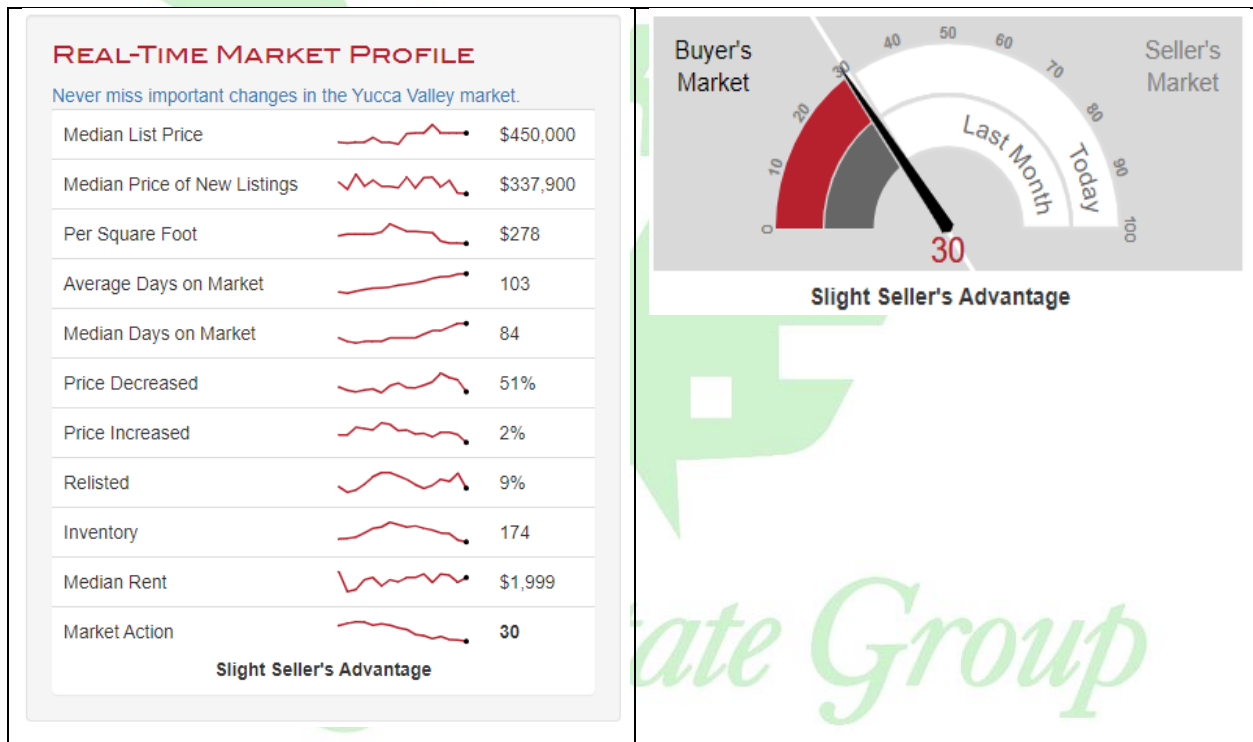 REAL-TIME MARKET PROFILE
Never miss important changes in the Yucca Valley market.
Median List Price $450,000
Median Price of New Listings $337,900
Per Square Foot $278
Average Days on Market 103
Median Days on Market 84
Price Decreased 51%
Price Increased 2%
Relisted 9%
Inventory 174
Median Rent $1,999
Market Action 30
Slight Seller's Advantage
Buyer's
Market
Seller's
Market
0
10
20
30
40
50
60
70
80
90
100
Last Month
Today
30
Slight Seller's Advantage
ate Group